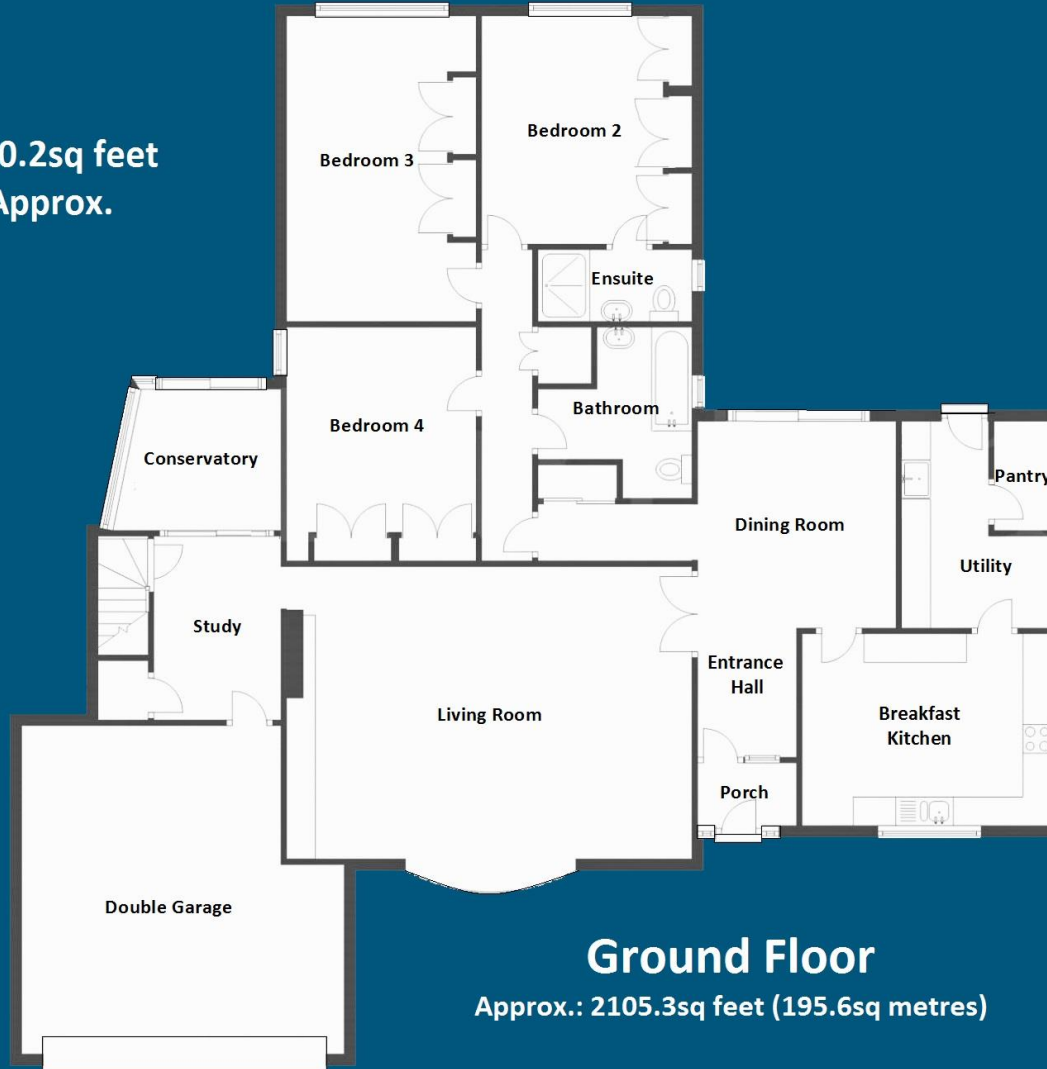 0.2sq feet
Approx.
Bedroom 3
Bedroom 2
Ensuite
Bathroom
Bedroom 4
Conservatory
Dining Room
Pantry
Utility
Study
Entrance
Hall
Living Room
Breakfast
Kitchen
Porch
Double Garage
Ground Floor
Approx.: 2105.3sq feet (195.6sq metres)